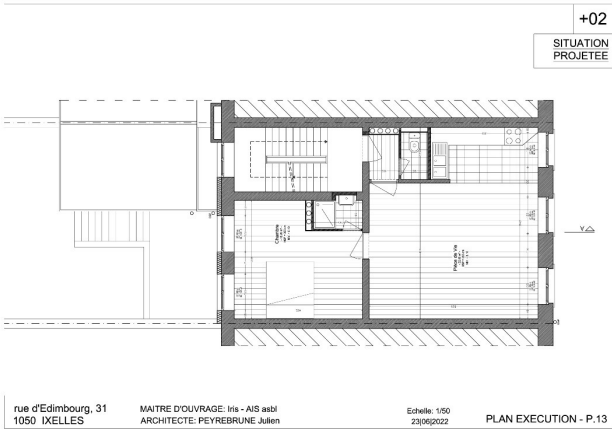 +02
SITUATION
PROJETEE
Chambre
Pièce de Vie
V
rue d'Edimbourg, 31
1050 IXELLES
MAITRE D'OUVRAGE: Iris - AIS asbl
ARCHITECTE: PEYREBRUNE Julien
Echelle: 1/50
23|06|2022
PLAN EXECUTION - P.13